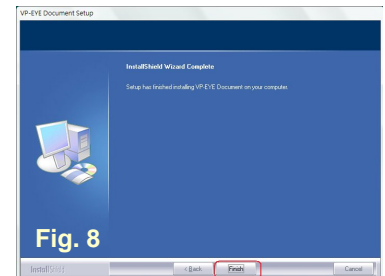 VP-EYE Document Setup
InstallShield Wizard Complete
Setup has finished installing VP-EYE Document on your computer.
Fig. 8
InstallShield
< Back
Finish
Cancel